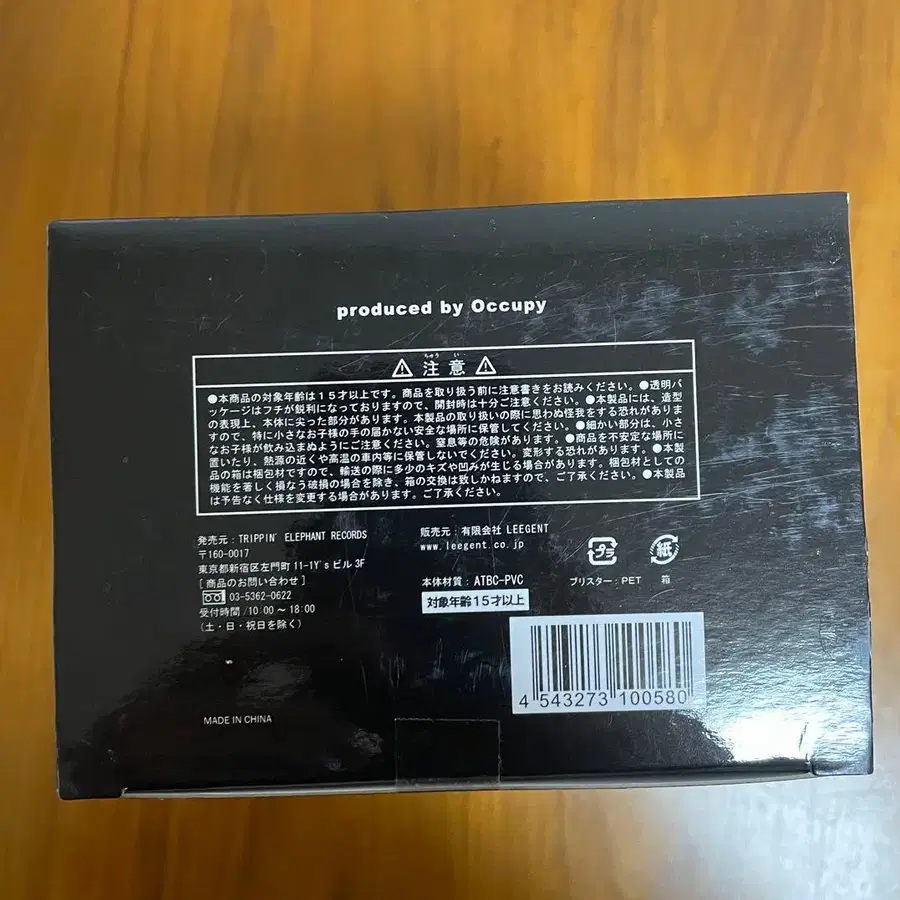 produced by Occupy
ちゅう い
⚠ 注意 ⚠
●本商品の対象年齢は15才以上です。商品を取り扱う前に注意書きをお読みください。●透明パ
ッケージはフチが鋭利になっておりますので、開封時は十分ご注意ください。●本製品には、造型
の表現上、本体に尖った部分があります。本製品の取り扱いの際に思わぬ怪我をする恐れがありま
すので、特に小さなお子様の手の届かない安全な場所に保管してください。●細かい部分は、小さ
なお子様が飲み込まぬようにご注意ください。窒息等の危険があります。●商品を不安定な場所に
置いたり、熱源の近くや高温の車内等に保管しないでください。変形する恐れがあります。●本製
品の箱は梱包材ですので、輸送の際に多少のキズや凹みが生じる場合があります。梱包材としての
機能を著しく損なう破損の場合を除き、箱の交換は致しかねますので、ご了承ください。●本製品
は予告なく仕様を変更する場合があります。ご了承ください。
発売元：TRIPPIN' ELEPHANT RECORDS
〒160-0017
東京都新宿区左門町11-1Y's ビル3F
[商品のお問い合わせ]
03-5362-0622
受付時間/10:00〜18:00
(土・日・祝日を除く)
販売元：有限会社 LEEGENT
www.leegent.co.jp
本体材質：ATBC-PVC
対象年齢15才以上
プラ
ブリスター：PET
紙
箱
4 543273 100580
MADE IN CHINA